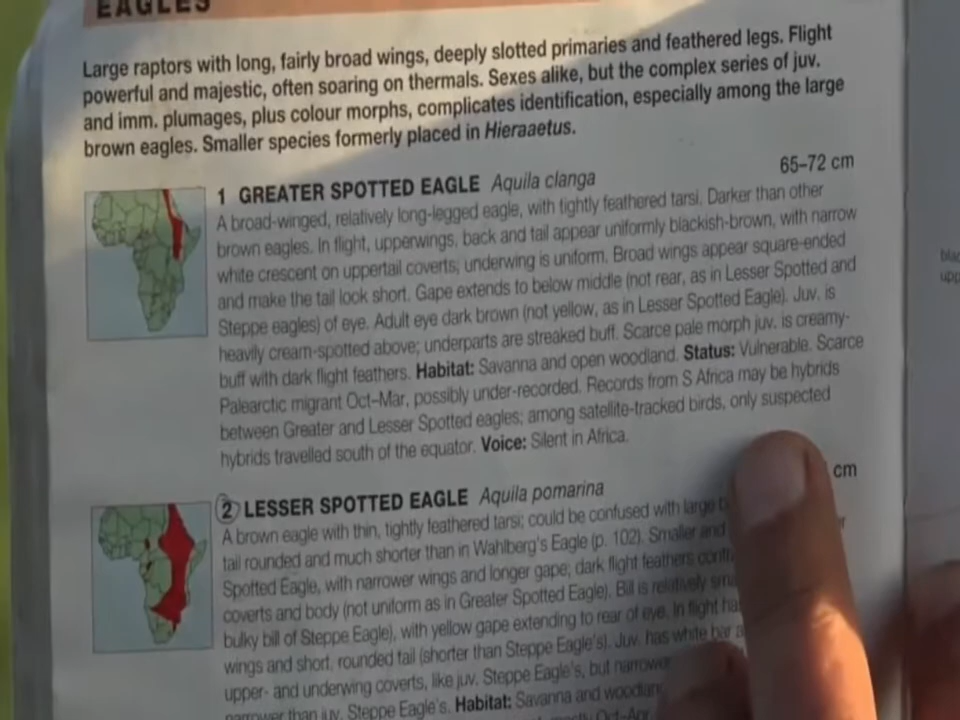 EAGLES
Large raptors with long, fairly broad wings, deeply slotted primaries and feathered legs. Flight
powerful and majestic, often soaring on thermals. Sexes alike, but the complex series of juv.
and imm. plumages, plus colour morphs, complicates identification, especially among the large
brown eagles. Smaller species formerly placed in Hieraaetus.
1 GREATER SPOTTED EAGLE Aquila clanga 65–72 cm
A broad-winged, relatively long-legged eagle, with tightly feathered tarsi. Darker than other
brown eagles. In flight, upperwings, back and tail appear uniformly blackish-brown, with narrow
white crescent on uppertail coverts; underwing is uniform. Broad wings appear square-ended
and make the tail look short. Gape extends to below middle (not rear, as in Lesser Spotted and
Steppe eagles) of eye. Adult eye dark brown (not yellow, as in Lesser Spotted Eagle). Juv. is
heavily cream-spotted above; underparts are streaked buff. Scarce pale morph juv. is creamy-
buff with dark flight feathers. Habitat: Savanna and open woodland. Status: Vulnerable. Scarce
Palearctic migrant Oct–Mar, possibly under-recorded. Records from S Africa may be hybrids
between Greater and Lesser Spotted eagles; among satellite-tracked birds, only suspected
hybrids travelled south of the equator. Voice: Silent in Africa.
2 LESSER SPOTTED EAGLE Aquila pomarina cm
A brown eagle with thin, tightly feathered tarsi; could be confused with large
tail rounded and much shorter than in Wahlberg's Eagle (p. 102). Smaller and
Spotted Eagle, with narrower wings and longer gape; dark flight feathers
coverts and body (not uniform as in Greater Spotted Eagle). Bill is relatively
bulky bill of Steppe Eagle), with yellow gape extending to rear of eye. In flight
wings and short, rounded tail (shorter than Steppe Eagle's). Juv. has white bar
upper- and underwing coverts, like juv. Steppe Eagle's, but narrower
narrower than juv. Steppe Eagle's. Habitat: Savanna and
Oct–Apr